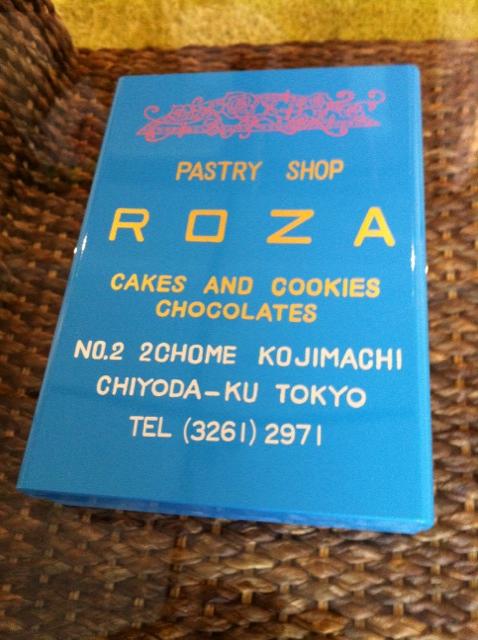 PASTRY SHOP
ROZA
CAKES AND COOKIES
CHOCOLATES
NO.2 2CHOME KOJIMACHI
CHIYODA-KU TOKYO
TEL (3261) 2971